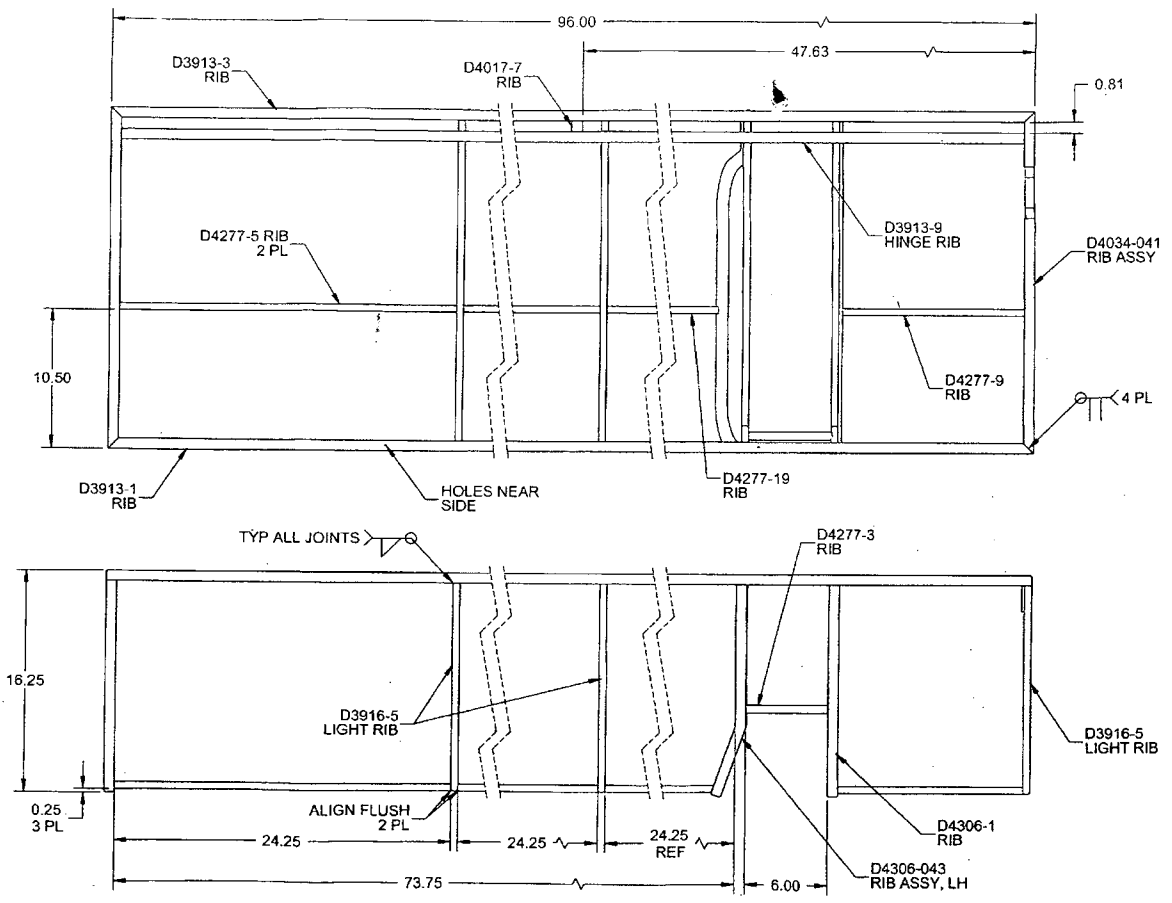 96.00
47.63
D3913-3
RIB
D4017-7
RIB
0.81
D4277-5 RIB
2 PL
D3913-9
HINGE RIB
D4034-041
RIB ASSY
10.50
D4277-9
RIB
4 PL
D3913-1
RIB
HOLES NEAR
SIDE
D4277-19
RIB
TYP ALL JOINTS
D4277-3
RIB
16.25
D3916-5
LIGHT RIB
D3916-5
LIGHT RIB
0.25
3 PL
ALIGN FLUSH
2 PL
24.25
24.25
24.25
REF
D4306-1
RIB
D4306-043
RIB ASSY, LH
73.75
6.00